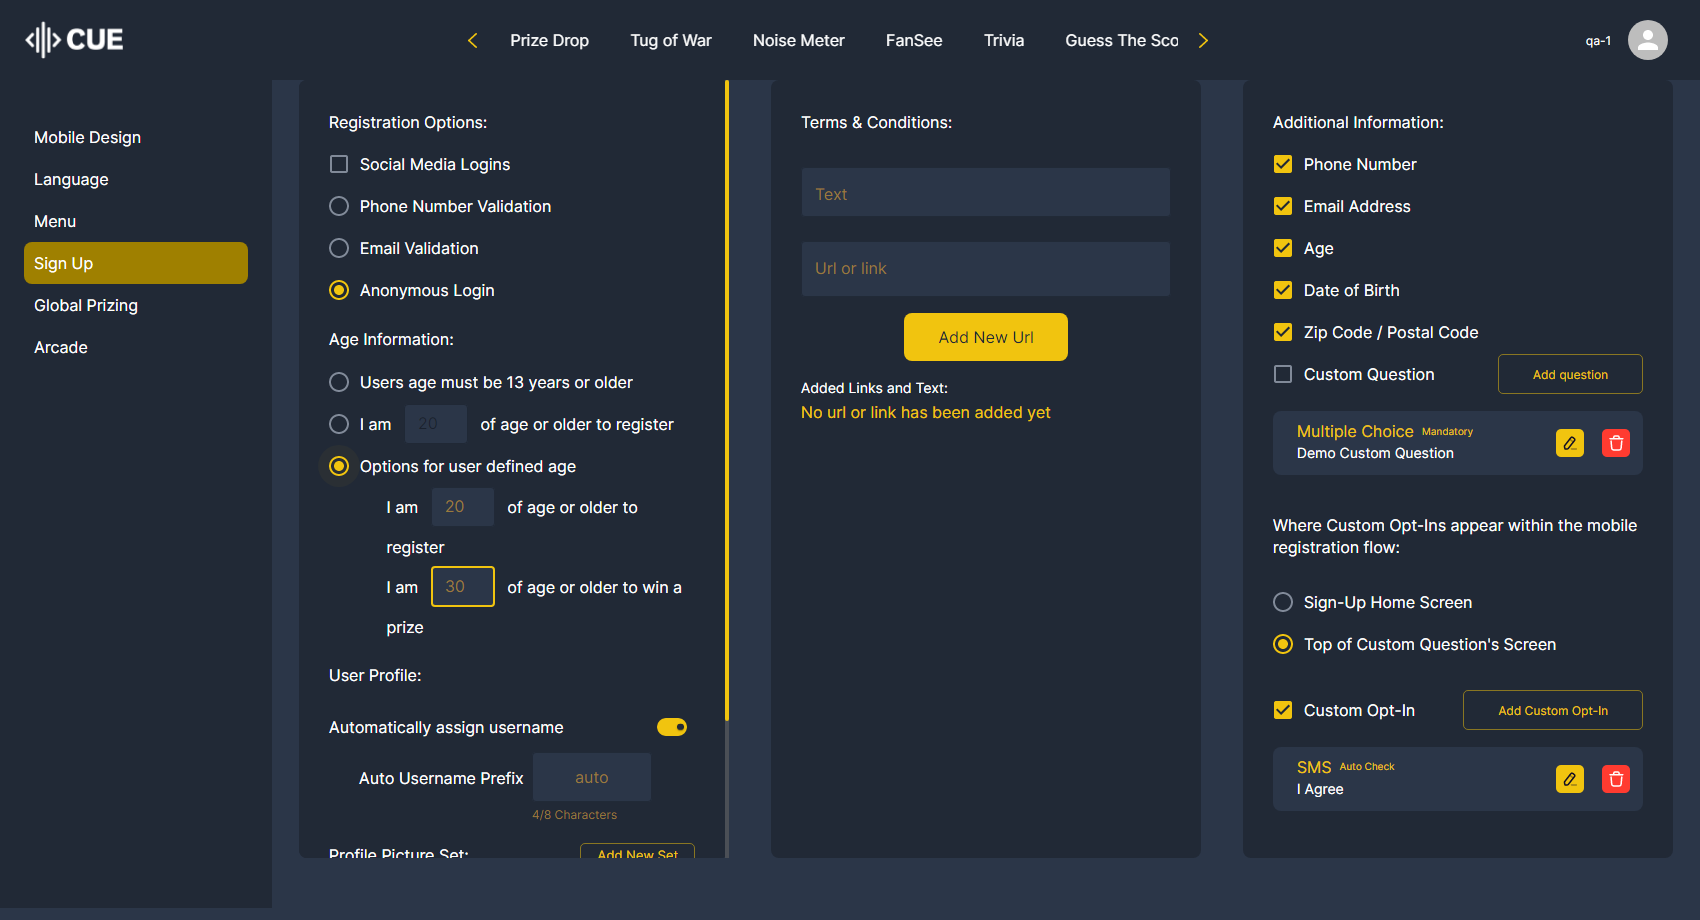 CUE
Prize Drop
Tug of War
Noise Meter
FanSee
Trivia
Guess The Sco
qa-1
Mobile Design
Language
Menu
Sign Up
Global Prizing
Arcade
Registration Options:
Social Media Logins
Phone Number Validation
Email Validation
Anonymous Login
Age Information:
Users age must be 13 years or older
I am 20 of age or older to register
Options for user defined age
I am 20 of age or older to
register
I am 30 of age or older to win a
prize
User Profile:
Automatically assign username
Auto Username Prefix auto
4/8 Characters
Profile Picture Set: Add New Set
Terms & Conditions:
Text
Url or link
Add New Url
Added Links and Text:
No url or link has been added yet
Additional Information:
Phone Number
Email Address
Age
Date of Birth
Zip Code / Postal Code
Custom Question Add question
Multiple Choice Mandatory
Demo Custom Question
Where Custom Opt-Ins appear within the mobile
registration flow:
Sign-Up Home Screen
Top of Custom Question's Screen
Custom Opt-In Add Custom Opt-In
SMS Auto Check
I Agree